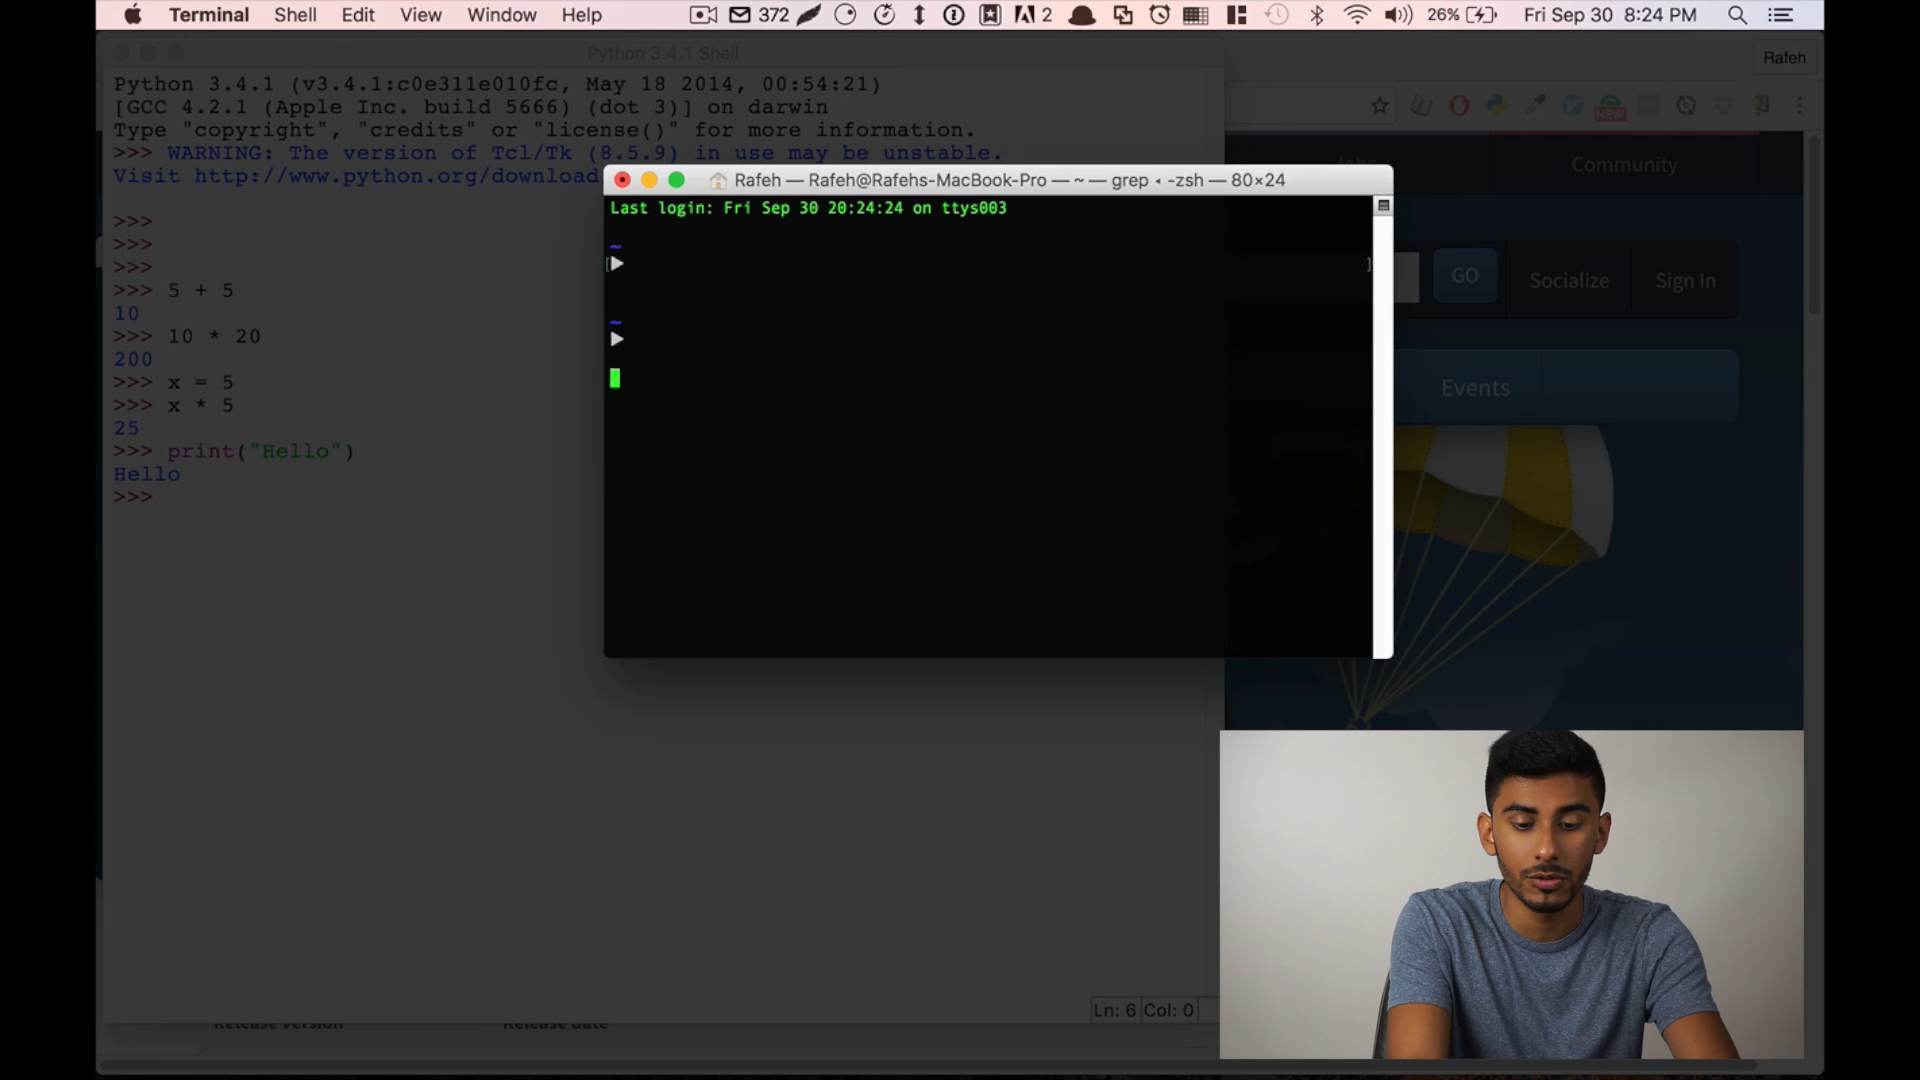 Terminal Shell Edit View Window Help 372 2 26% Fri Sep 30 8:24 PM
Python 3.4.1 Shell
Rafeh
Python 3.4.1 (v3.4.1:c0e311e010fc, May 18 2014, 00:54:21)
[GCC 4.2.1 (Apple Inc. build 5666) (dot 3)] on darwin
Type "copyright", "credits" or "license()" for more information.
>>> WARNING: The version of Tcl/Tk (8.5.9) in use may be unstable.
Visit http://www.python.org/download
>>>
>>>
>>>
>>> 5 + 5
10
>>> 10 * 20
200
>>> x = 5
>>> x * 5
25
>>> print("Hello")
Hello
>>>
Ln: 6 Col: 0
Rafeh — Rafeh@Rafehs-MacBook-Pro — ~ — grep ◂ -zsh — 80×24
Last login: Fri Sep 30 20:24:24 on ttys003
~
[▶ ]
~
▶
NEW
Jobs Community
GO Socialize Sign In
Events
Release version Release date